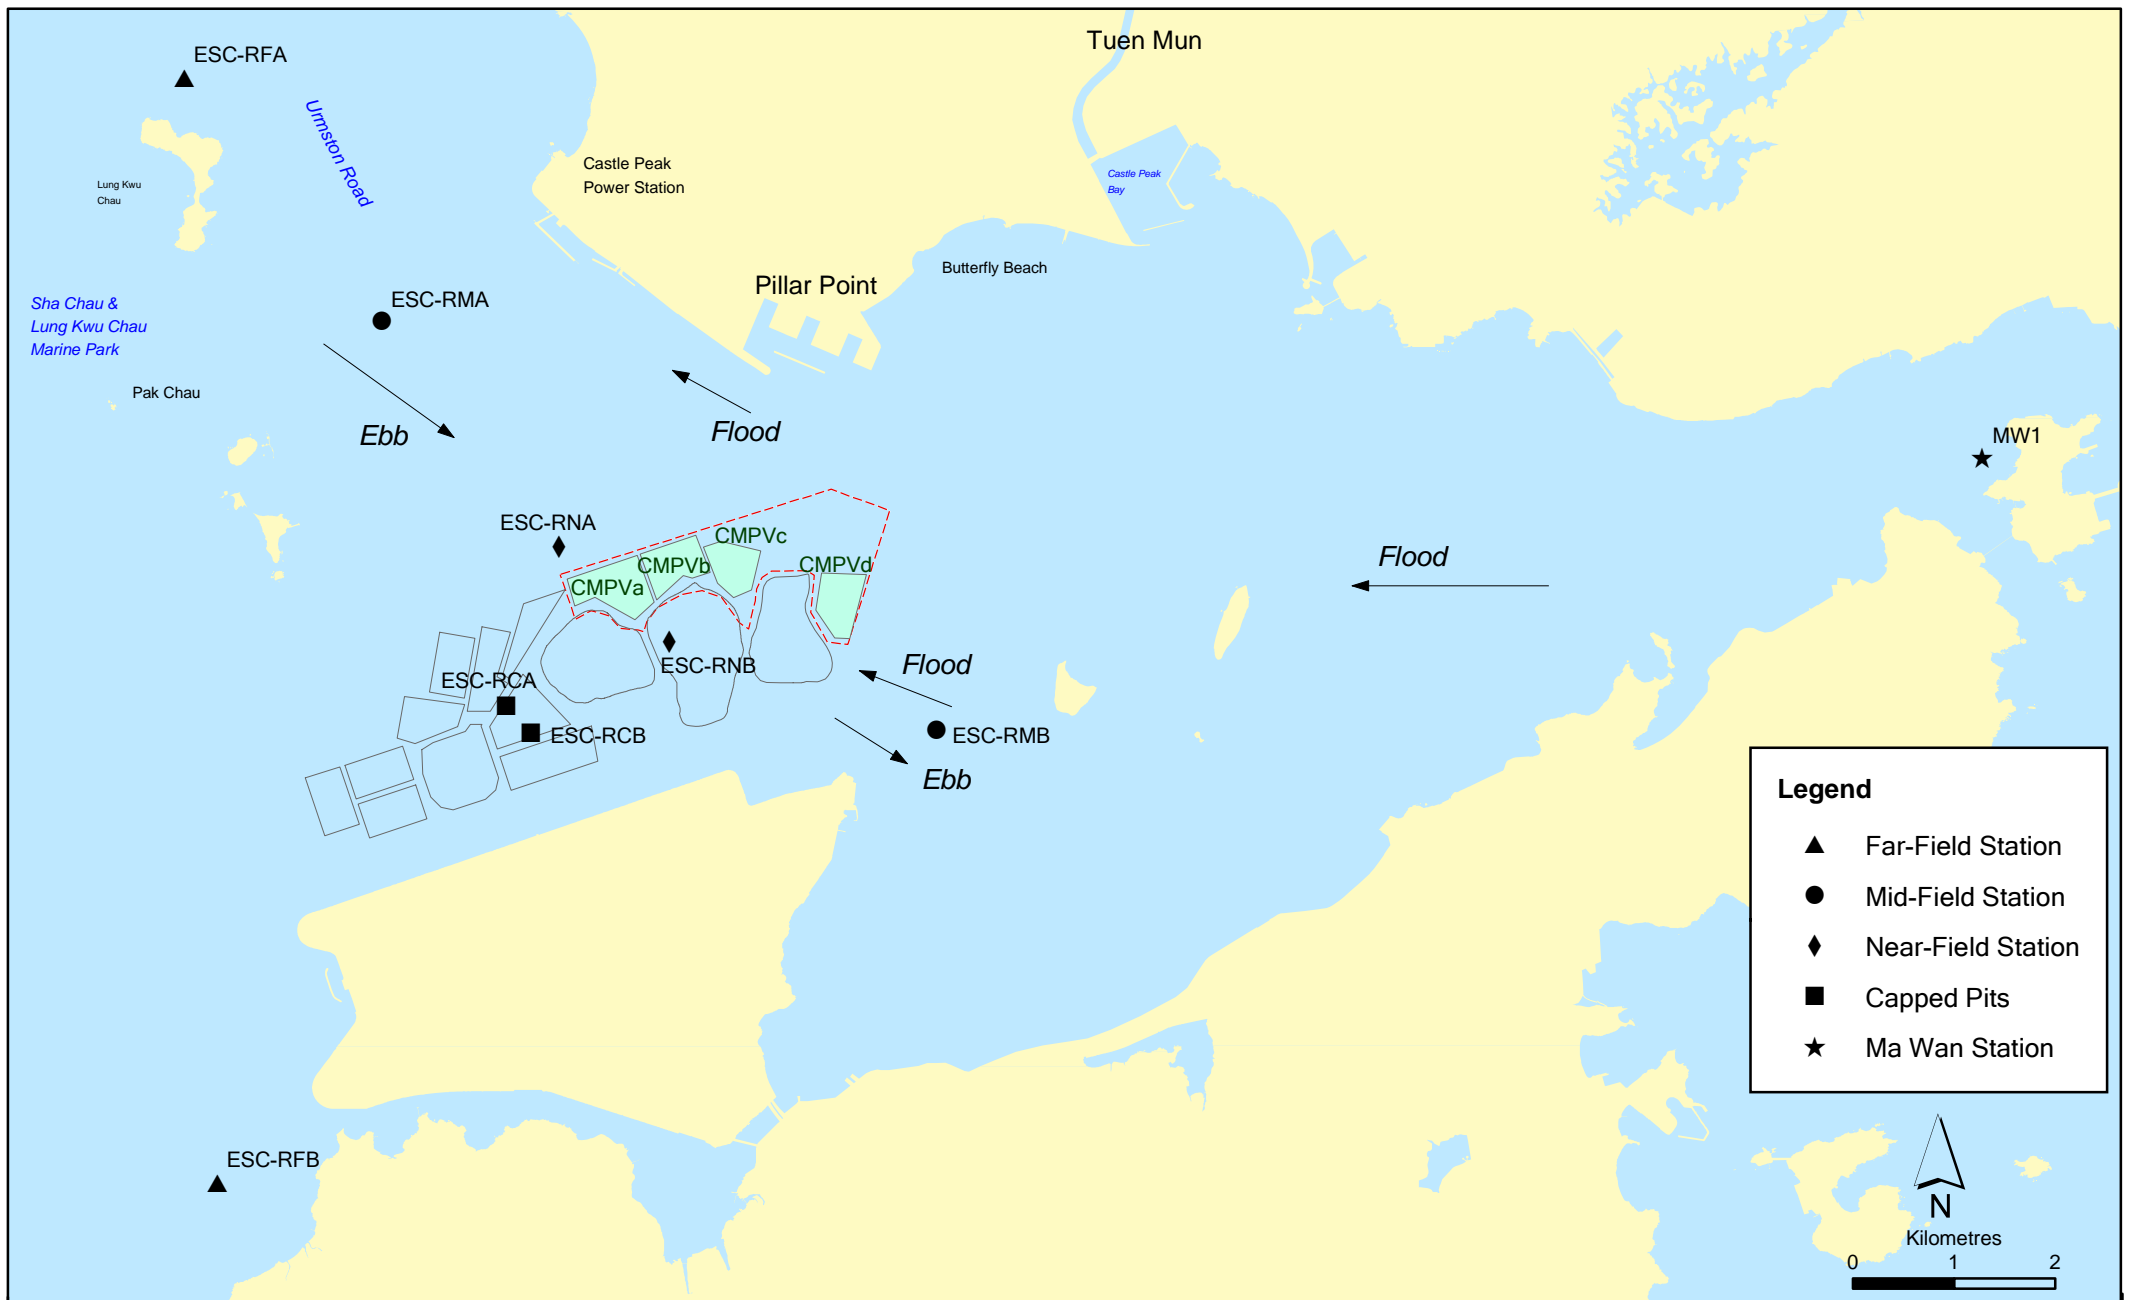 Tuen Mun
ESC-RFA
Urmston Road
Castle Peak
Power Station
Castle Peak
Bay
Lung Kwu
Chau
Butterfly Beach
Pillar Point
ESC-RMA
Sha Chau &
Lung Kwu Chau
Marine Park
Pak Chau
Ebb
Flood
MW1
ESC-RNA
CMPVc
CMPVb
CMPVd
CMPVa
Flood
ESC-RNB
Flood
ESC-RCA
ESC-RCB
ESC-RMB
Ebb
Legend
Far-Field Station
Mid-Field Station
Near-Field Station
Capped Pits
Ma Wan Station
ESC-RFB
N
Kilometres
0 1 2